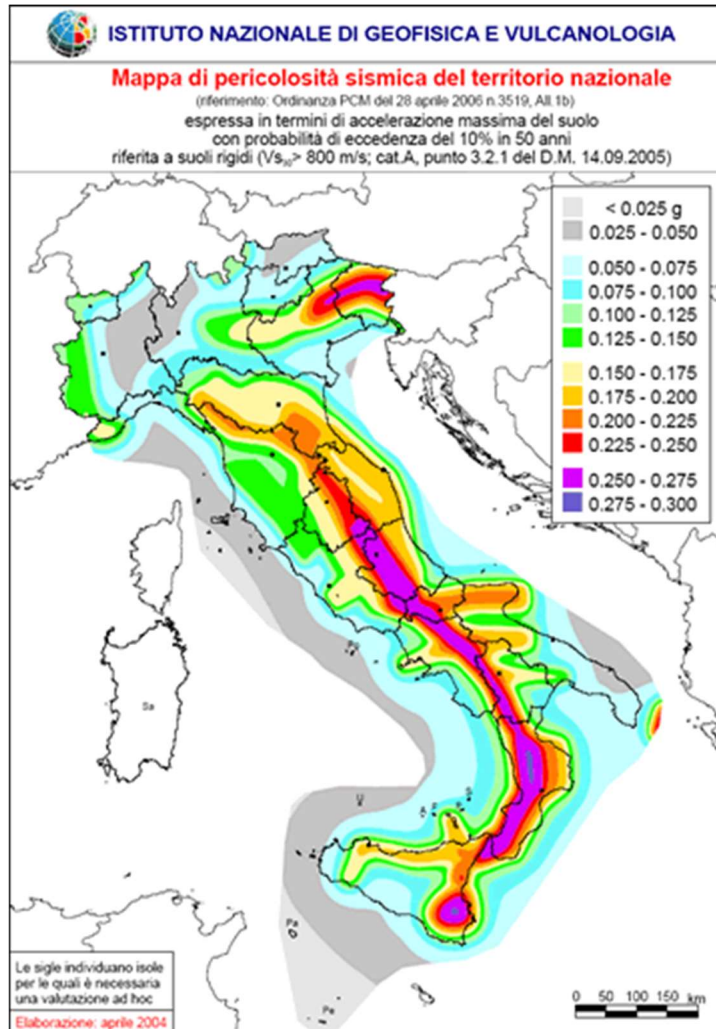 ISTITUTO NAZIONALE DI GEOFISICA E VULCANOLOGIA
Mappa di pericolosità sismica del territorio nazionale
(riferimento: Ordinanza PCM del 28 aprile 2006 n.3519, All.1b)
espressa in termini di accelerazione massima del suolo
con probabilità di eccedenza del 10% in 50 anni
riferita a suoli rigidi (Vs₃₀> 800 m/s; cat.A, punto 3.2.1 del D.M. 14.09.2005)
< 0.025 g
0.025 - 0.050
0.050 - 0.075
0.075 - 0.100
0.100 - 0.125
0.125 - 0.150
0.150 - 0.175
0.175 - 0.200
0.200 - 0.225
0.225 - 0.250
0.250 - 0.275
0.275 - 0.300
Sa
U
A
Pa
Pe
Le sigle individuano isole
per le quali è necessaria
una valutazione ad hoc
Elaborazione: aprile 2004
0 50 100 150 200
km